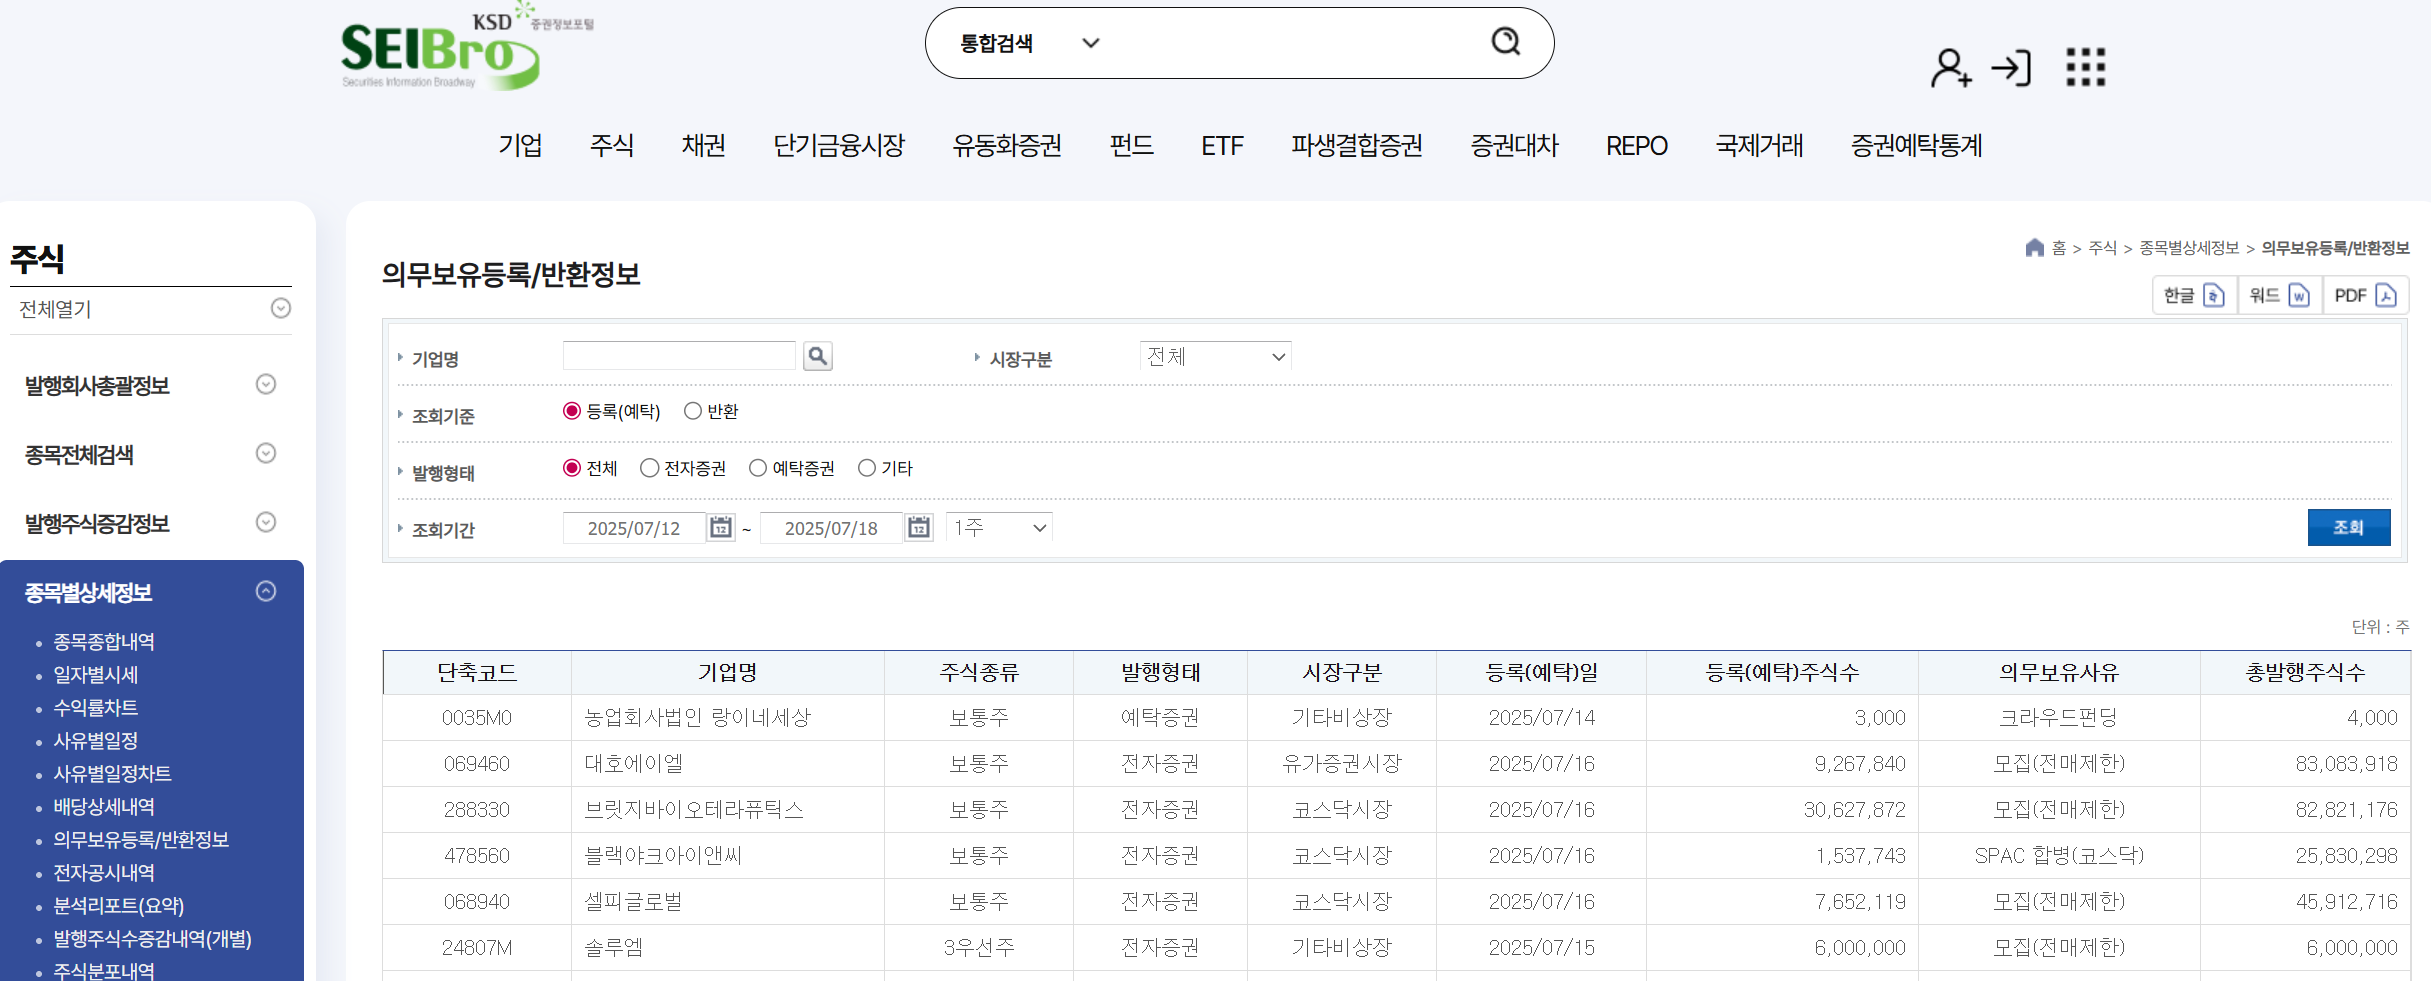 KSD 증권정보포털
SEIBro
Securities Information Broadway
통합검색
기업 주식 채권 단기금융시장 유동화증권 펀드 ETF 파생결합증권 증권대차 REPO 국제거래 증권예탁통계
주식
전체열기
발행회사총괄정보
종목전체검색
발행주식증감정보
종목별상세정보
종목종합내역
일자별시세
수익률차트
사유별일정
사유별일정차트
배당상세내역
의무보유등록/반환정보
전자공시내역
분석리포트(요약)
발행주식수증감내역(개별)
주식분포내역
홈 > 주식 > 종목별상세정보 > 의무보유등록/반환정보
의무보유등록/반환정보
한글 워드 PDF
기업명 시장구분 전체
조회기준 등록(예탁) 반환
발행형태 전체 전자증권 예탁증권 기타
조회기간 2025/07/12 ~ 2025/07/18 1주 조회
단위 : 주
단축코드 기업명 주식종류 발행형태 시장구분 등록(예탁)일 등록(예탁)주식수 의무보유사유 총발행주식수
0035M0 농업회사법인 랑이네세상 보통주 예탁증권 기타비상장 2025/07/14 3,000 크라우드펀딩 4,000
069460 대호에이엘 보통주 전자증권 유가증권시장 2025/07/16 9,267,840 모집(전매제한) 83,083,918
288330 브릿지바이오테라퓨틱스 보통주 전자증권 코스닥시장 2025/07/16 30,627,872 모집(전매제한) 82,821,176
478560 블랙야크아이앤씨 보통주 전자증권 코스닥시장 2025/07/16 1,537,743 SPAC 합병(코스닥) 25,830,298
068940 셀피글로벌 보통주 전자증권 코스닥시장 2025/07/16 7,652,119 모집(전매제한) 45,912,716
24807M 솔루엠 3우선주 전자증권 기타비상장 2025/07/15 6,000,000 모집(전매제한) 6,000,000